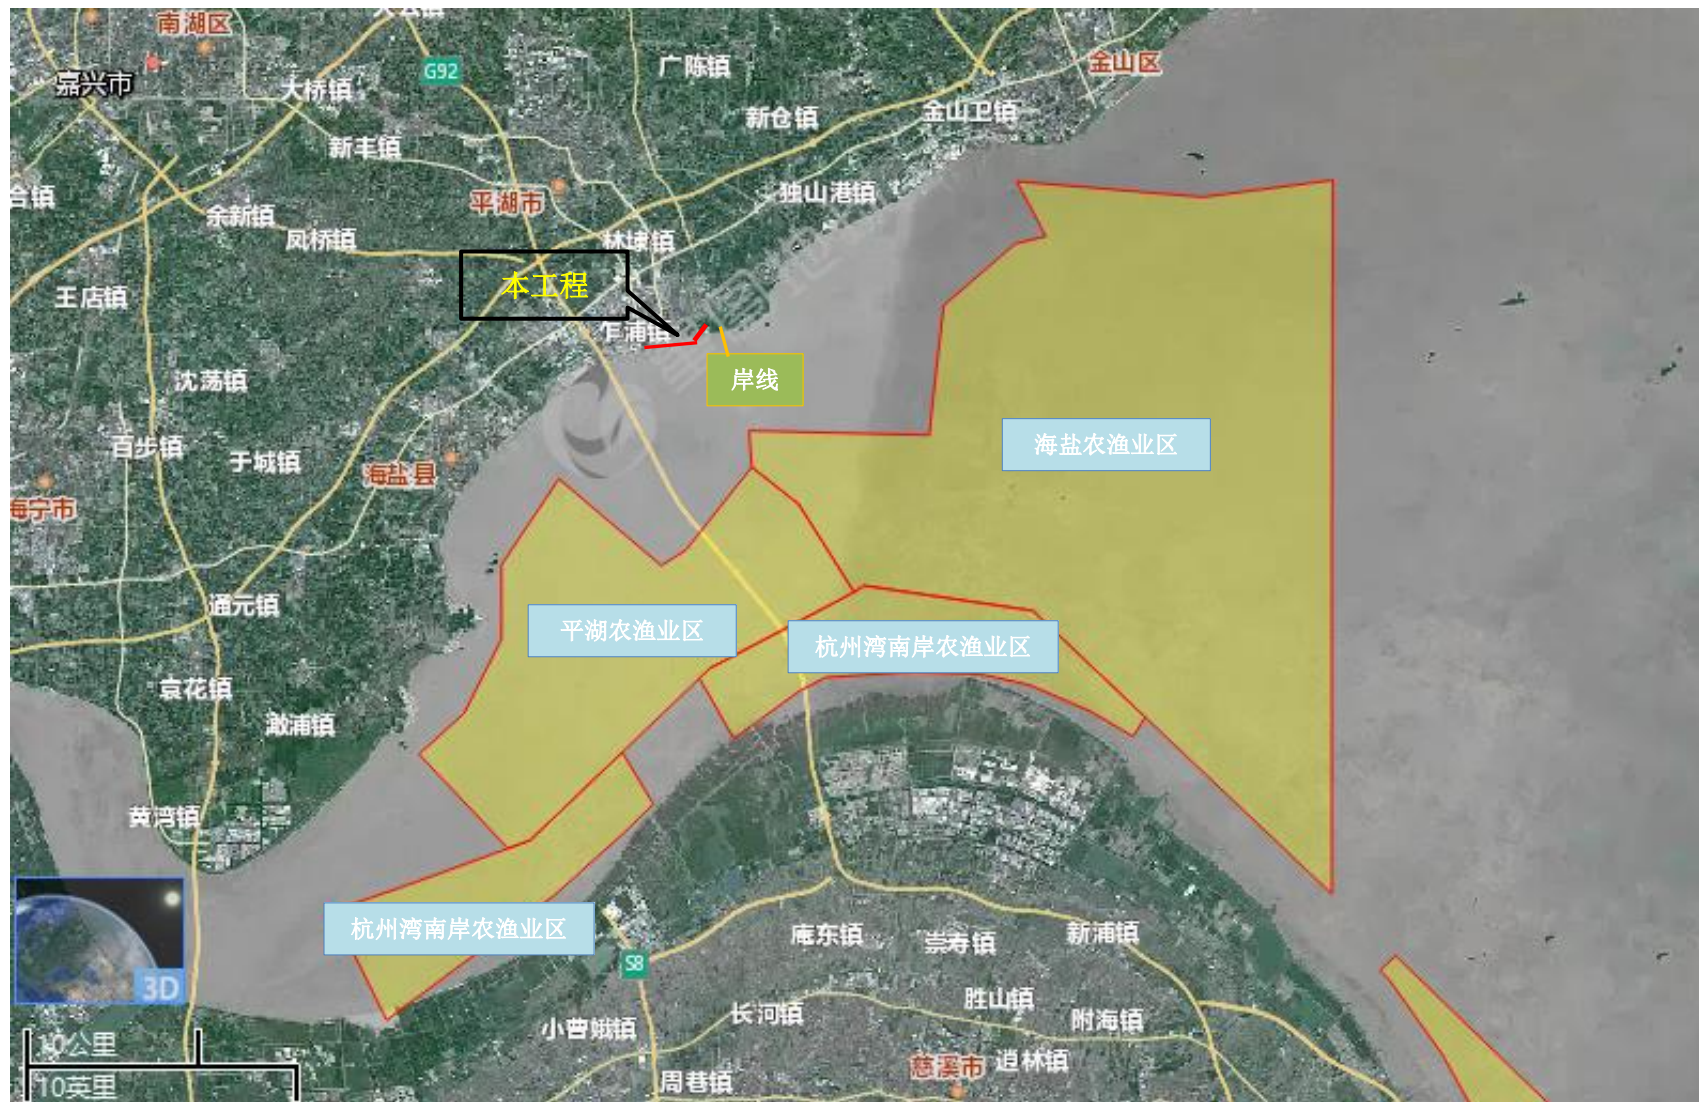 南湖区
广陈镇
金山区
G92
嘉兴市
大桥镇
新仓镇
金山卫镇
新丰镇
独山港镇
合镇
平湖市
余新镇
凤桥镇
林埭镇
本工程
王店镇
乍浦镇
沈荡镇
岸线
百步镇
于城镇
海盐县
海盐农渔业区
海宁市
通元镇
平湖农渔业区
杭州湾南岸农渔业区
袁花镇
澉浦镇
黄湾镇
杭州湾南岸农渔业区
庵东镇
崇寿镇
新浦镇
S8
3D
胜山镇
长河镇
附海镇
小曹娥镇
10公里
慈溪市
道林镇
周巷镇
10英里